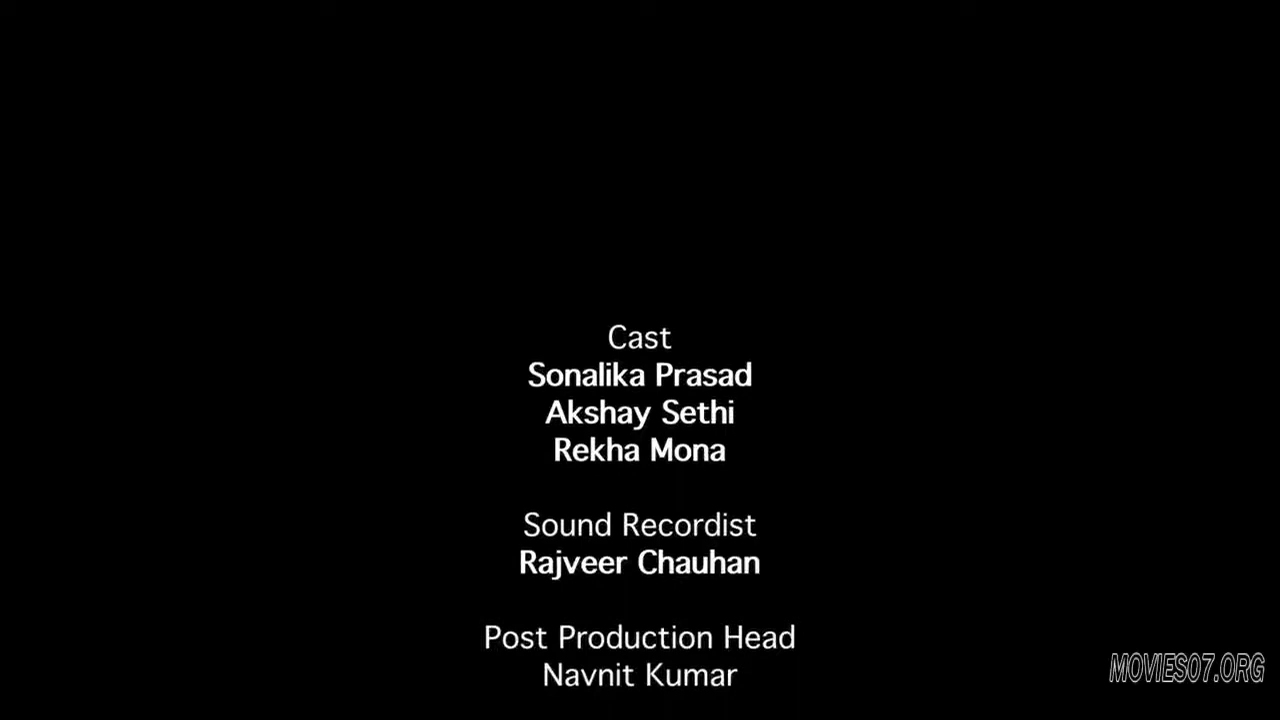 Cast
Sonalika Prasad
Akshay Sethi
Rekha Mona
Sound Recordist
Rajveer Chauhan
Post Production Head
Navnit Kumar
MOVIES07.ORG